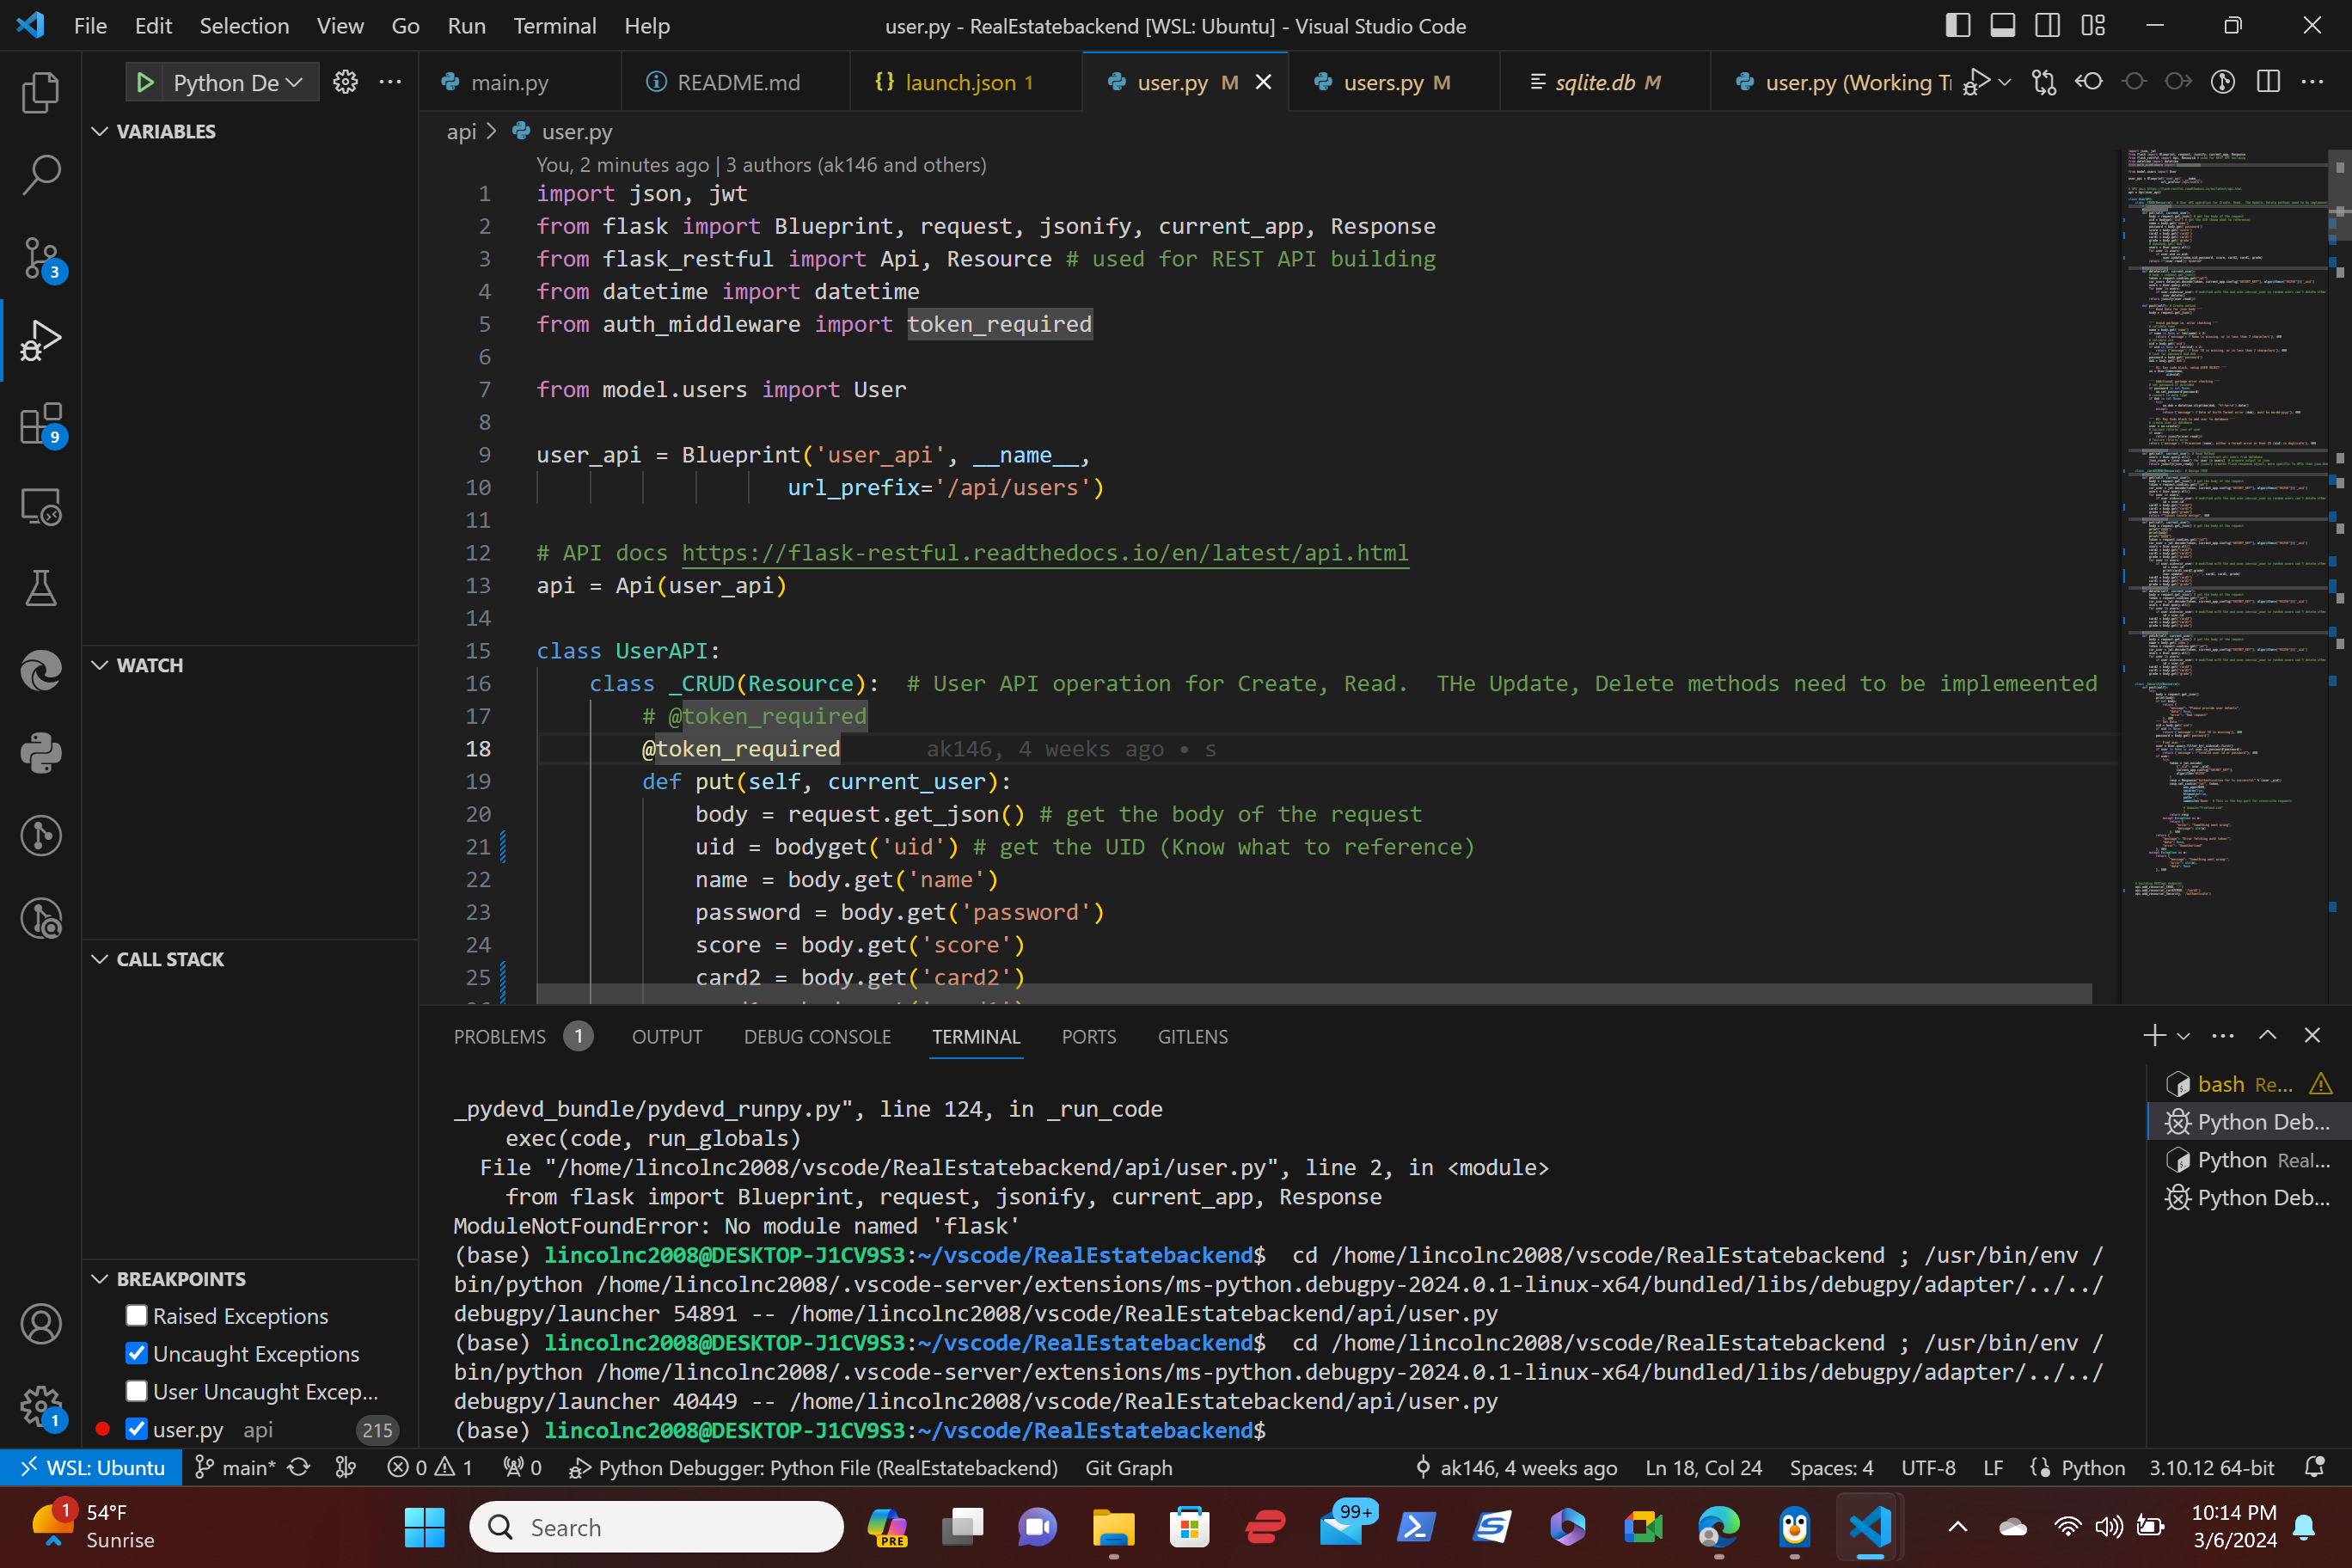 File Edit Selection View Go Run Terminal Help
user.py - RealEstatebackend [WSL: Ubuntu] - Visual Studio Code
Python De
main.py
README.md
{} launch.json 1
user.py M
users.py M
sqlite.db M
user.py (Working T
VARIABLES
api > user.py
You, 2 minutes ago | 3 authors (ak146 and others)
1 import json, jwt
2 from flask import Blueprint, request, jsonify, current_app, Response
3 from flask_restful import Api, Resource # used for REST API building
4 from datetime import datetime
5 from auth_middleware import token_required
6
7 from model.users import User
8
9 user_api = Blueprint('user_api', __name__,
10 url_prefix='/api/users')
11
12 # API docs https://flask-restful.readthedocs.io/en/latest/api.html
13 api = Api(user_api)
14
15 class UserAPI:
16 class _CRUD(Resource):  # User API operation for Create, Read.  THe Update, Delete methods need to be implemeented
17 # @token_required
18 @token_required ak146, 4 weeks ago • s
19 def put(self, current_user):
20 body = request.get_json() # get the body of the request
21 uid = bodyget('uid') # get the UID (Know what to reference)
22 name = body.get('name')
23 password = body.get('password')
24 score = body.get('score')
25 card2 = body.get('card2')
3
9
WATCH
CALL STACK
BREAKPOINTS
Raised Exceptions
Uncaught Exceptions
User Uncaught Excep...
user.py api 215
1
PROBLEMS 1 OUTPUT DEBUG CONSOLE TERMINAL PORTS GITLENS
_pydevd_bundle/pydevd_runpy.py", line 124, in _run_code
exec(code, run_globals)
File "/home/lincolnc2008/vscode/RealEstatebackend/api/user.py", line 2, in <module>
from flask import Blueprint, request, jsonify, current_app, Response
ModuleNotFoundError: No module named 'flask'
(base) lincolnc2008@DESKTOP-J1CV9S3:~/vscode/RealEstatebackend$  cd /home/lincolnc2008/vscode/RealEstatebackend ; /usr/bin/env /
bin/python /home/lincolnc2008/.vscode-server/extensions/ms-python.debugpy-2024.0.1-linux-x64/bundled/libs/debugpy/adapter/../../
debugpy/launcher 54891 -- /home/lincolnc2008/vscode/RealEstatebackend/api/user.py
(base) lincolnc2008@DESKTOP-J1CV9S3:~/vscode/RealEstatebackend$  cd /home/lincolnc2008/vscode/RealEstatebackend ; /usr/bin/env /
bin/python /home/lincolnc2008/.vscode-server/extensions/ms-python.debugpy-2024.0.1-linux-x64/bundled/libs/debugpy/adapter/../../
debugpy/launcher 40449 -- /home/lincolnc2008/vscode/RealEstatebackend/api/user.py
(base) lincolnc2008@DESKTOP-J1CV9S3:~/vscode/RealEstatebackend$
bash Re...
Python Deb...
Python Real...
Python Deb...
WSL: Ubuntu main* 0 1 0 Python Debugger: Python File (RealEstatebackend) Git Graph ak146, 4 weeks ago Ln 18, Col 24 Spaces: 4 UTF-8 LF Python 3.10.12 64-bit
1
54°F
Sunrise
Search
PRE
99+
10:14 PM
3/6/2024